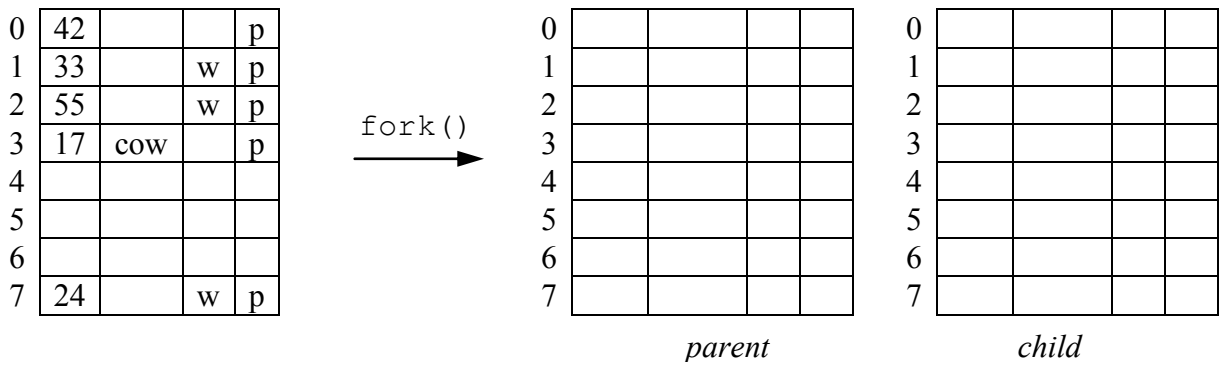 0 42 p 0 0
1 33 w p 1 1
2 55 w p 2 2
3 17 cow p fork() 3 3
4 4 4
5 5 5
6 6 6
7 24 w p 7 7
parent child